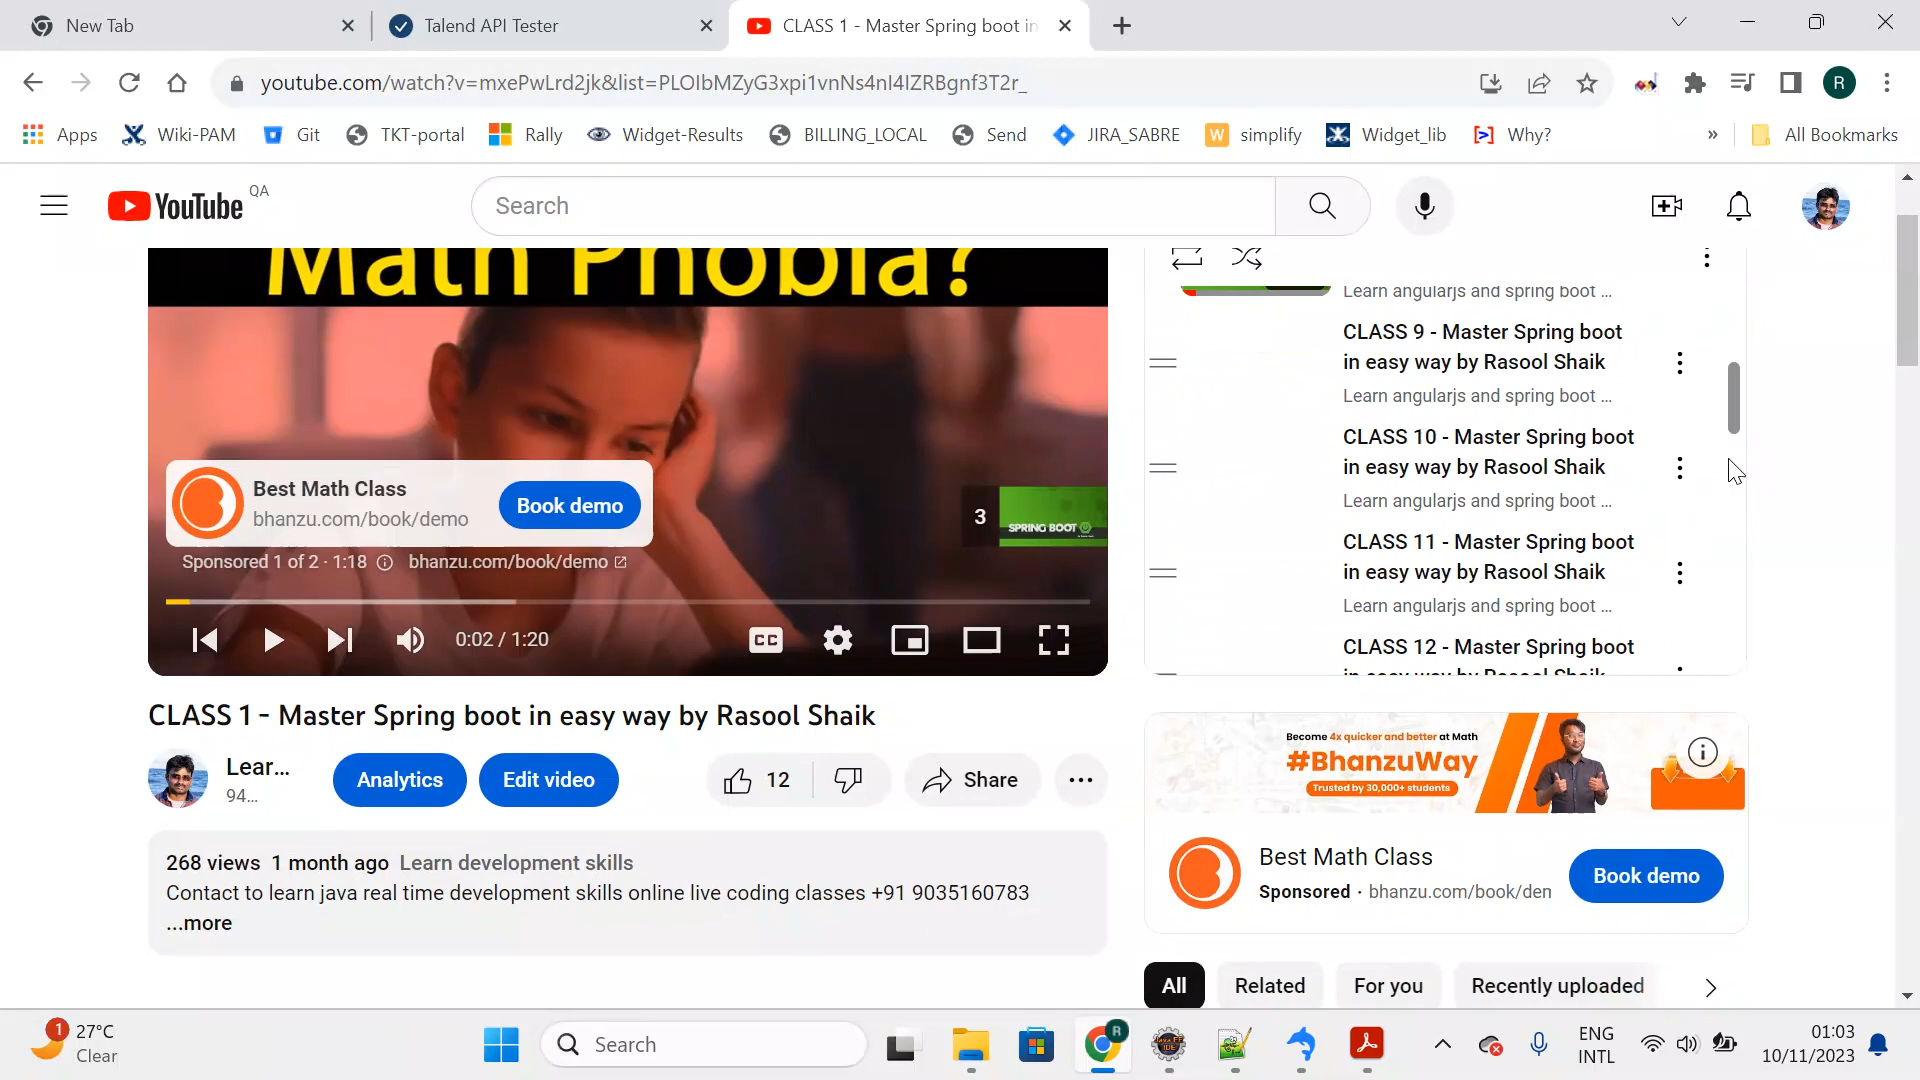 New Tab
Talend API Tester
CLASS 1 - Master Spring boot in
youtube.com/watch?v=mxePwLrd2jk&list=PLOIbMZyG3xpi1vnNs4nI4IZRBgnf3T2r_
R
Apps
Wiki-PAM
Git
TKT-portal
Rally
Widget-Results
BILLING_LOCAL
Send
JIRA_SABRE
W simplify
Widget_lib
Why?
»
All Bookmarks
YouTube QA
Search
Math Phobia?
Best Math Class
bhanzu.com/book/demo
Book demo
3
SPRING BOOT
Sponsored 1 of 2 · 1:18 bhanzu.com/book/demo
CC
0:02 / 1:20
Learn angularjs and spring boot ...
CLASS 9 - Master Spring boot
in easy way by Rasool Shaik
Learn angularjs and spring boot ...
CLASS 10 - Master Spring boot
in easy way by Rasool Shaik
Learn angularjs and spring boot ...
CLASS 11 - Master Spring boot
in easy way by Rasool Shaik
Learn angularjs and spring boot ...
CLASS 12 - Master Spring boot
in easy way by Rasool Shaik
CLASS 1 - Master Spring boot in easy way by Rasool Shaik
Lear...
94...
Analytics
Edit video
12
Share
268 views 1 month ago Learn development skills
Contact to learn java real time development skills online live coding classes +91 9035160783
...more
Become 4x quicker and better at Math
#BhanzuWay
Trusted by 30,000+ students
Best Math Class
Sponsored · bhanzu.com/book/den
Book demo
All
Related
For you
Recently uploaded
1
27°C
Clear
Search
R
ENG
INTL
01:03
10/11/2023